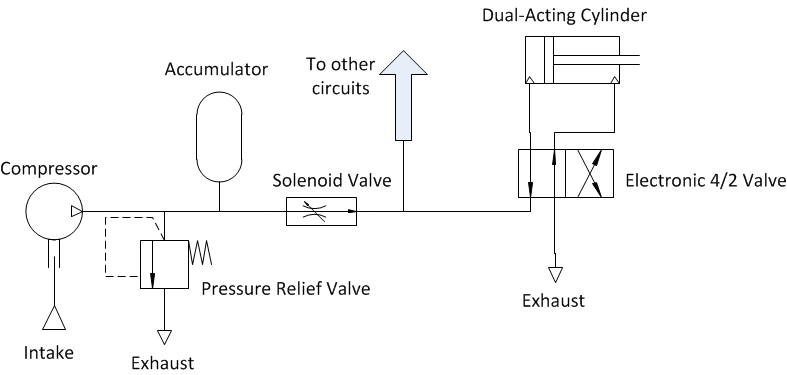 Dual-Acting Cylinder
Accumulator
To other
circuits
Compressor
Solenoid Valve
Electronic 4/2 Valve
Pressure Relief Valve
Exhaust
Intake
Exhaust